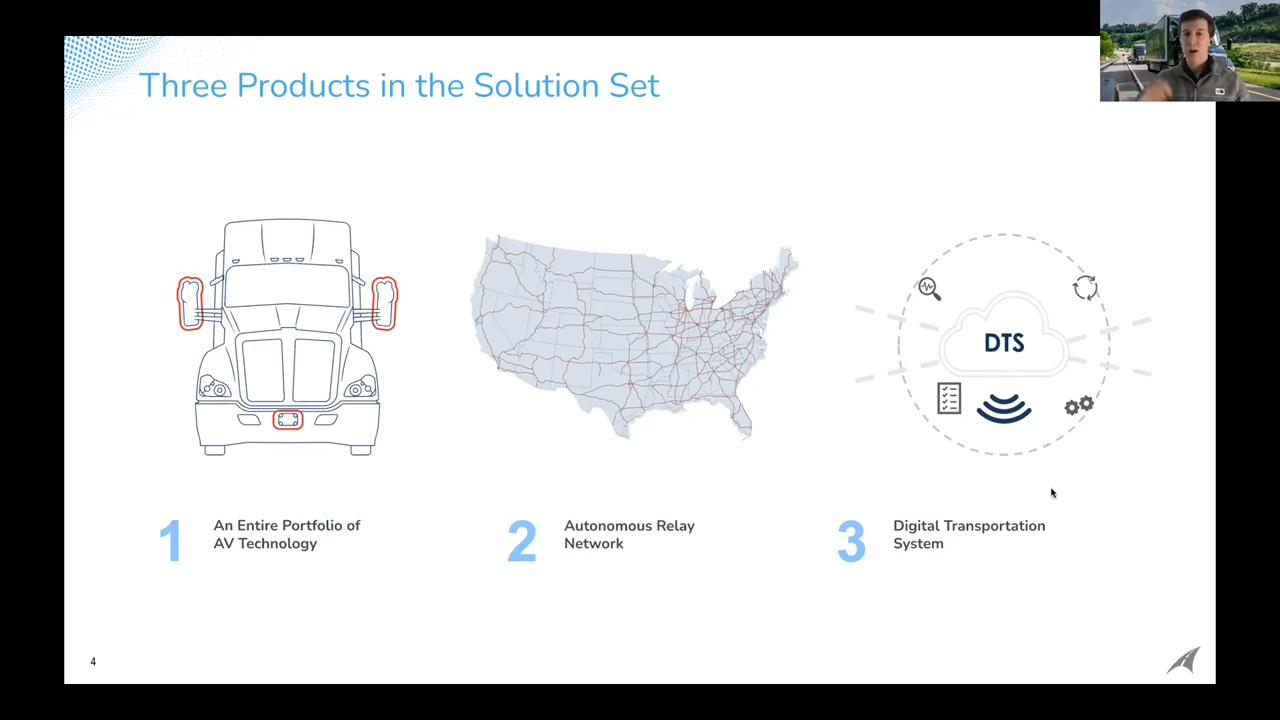 Three Products in the Solution Set
DTS
1
An Entire Portfolio of
AV Technology
2
Autonomous Relay
Network
3
Digital Transportation
System
4